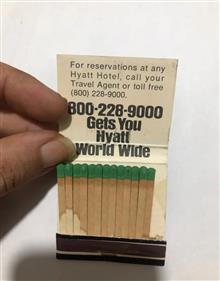 For reservations at any
Hyatt Hotel, call your
Travel Agent or toll free
(800) 228-9000.
800-228-9000
Gets You
Hyatt
World Wide